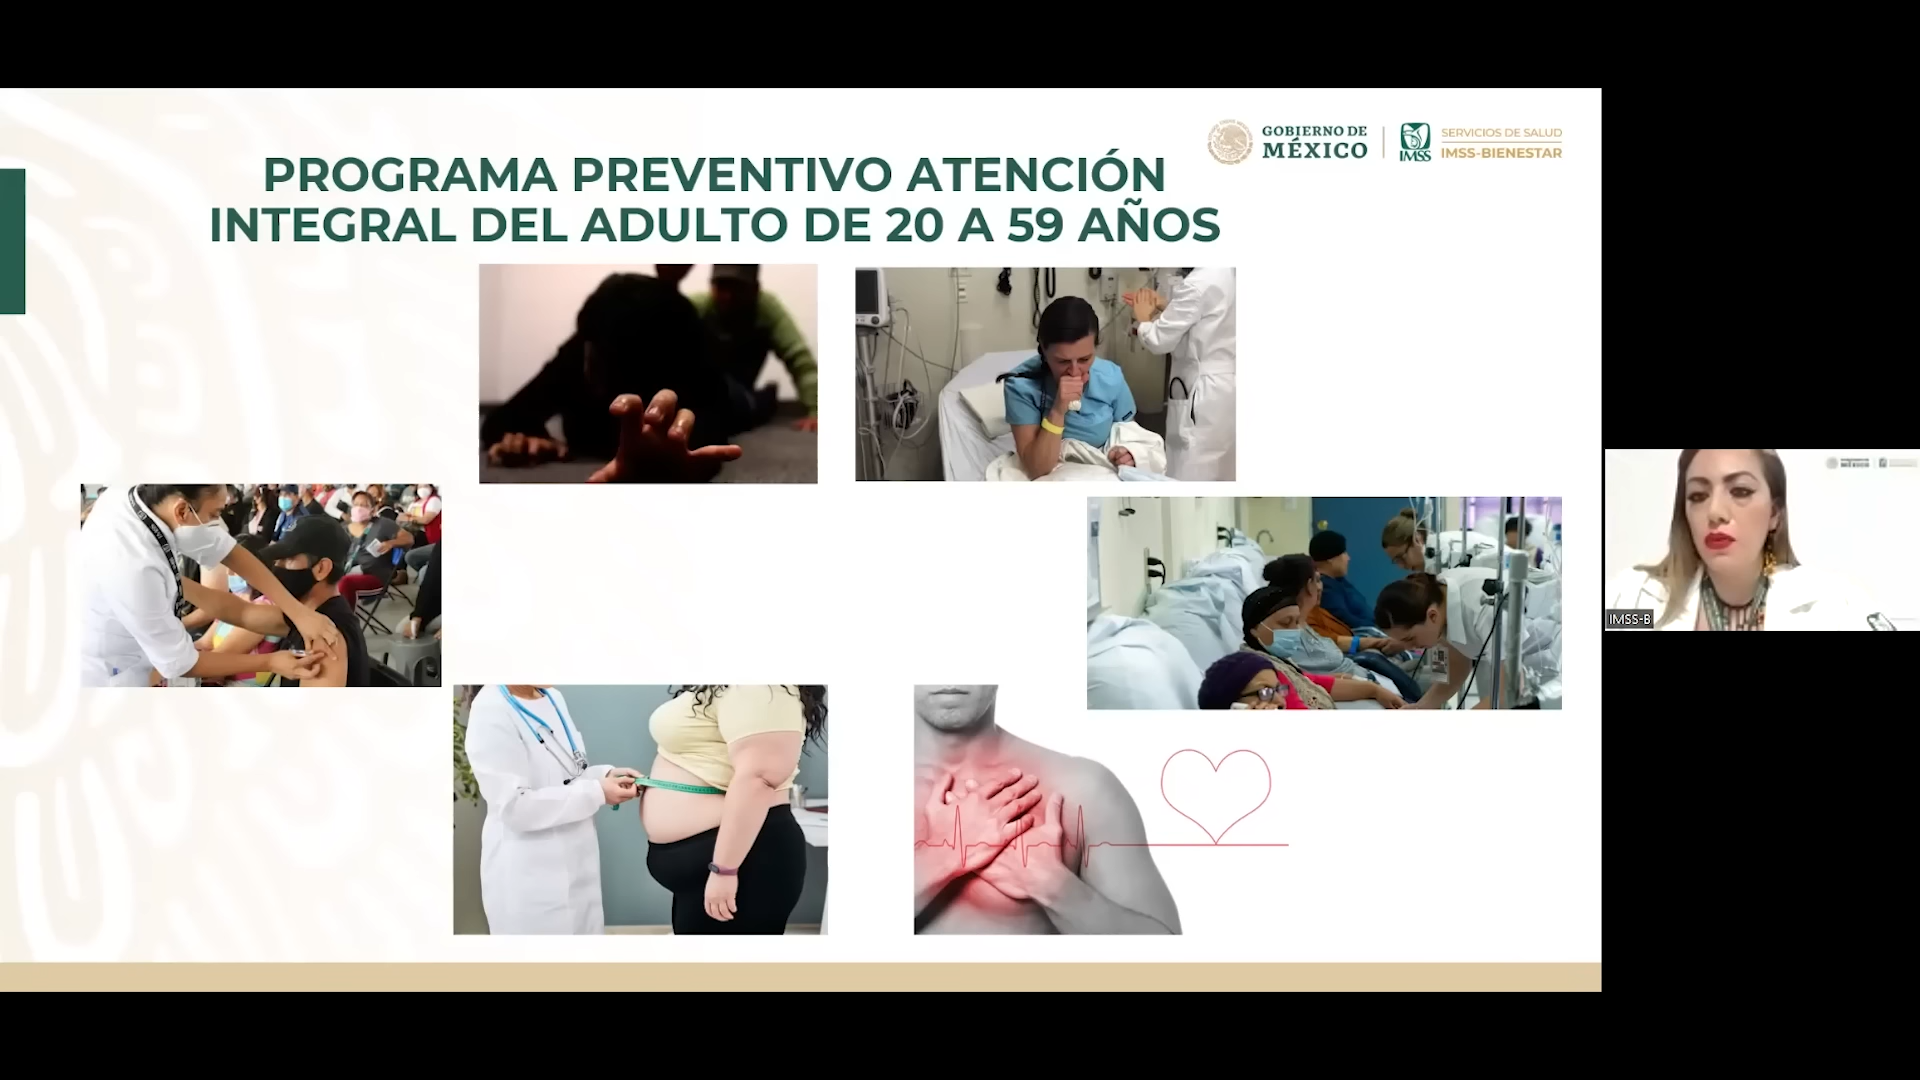 PROGRAMA PREVENTIVO ATENCIÓN
INTEGRAL DEL ADULTO DE 20 A 59 AÑOS
GOBIERNO DE
MÉXICO
IMSS
SERVICIOS DE SALUD
IMSS-BIENESTAR
IMSS-B